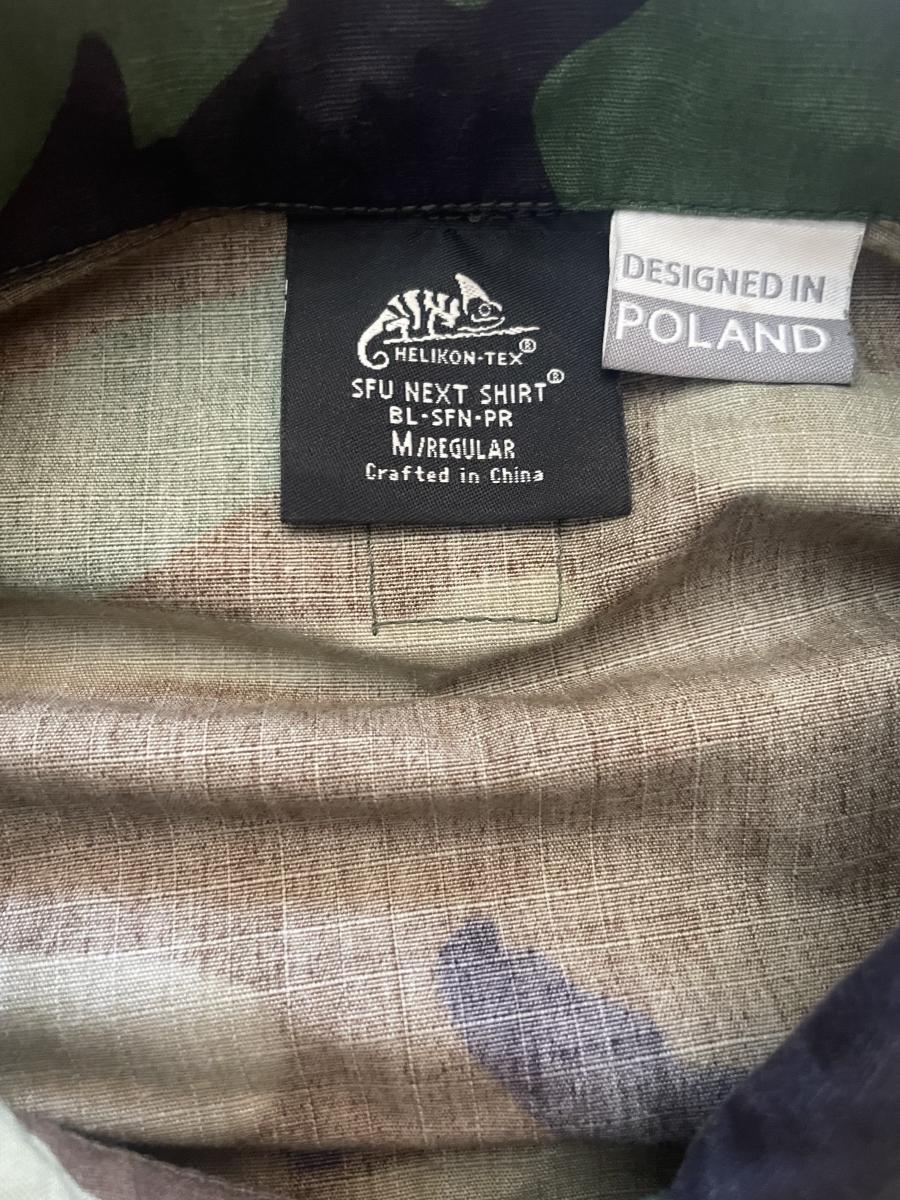 HELIKON-TEX®
SFU NEXT SHIRT®
BL-SFN-PR
M/REGULAR
Crafted in China
DESIGNED IN
POLAND